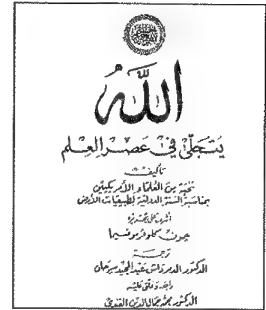 الله
يتجلى في عصر العلم
تأليف
نخبة من العلماء الأمريكيين
بمناسبة السنة الدولية لطبيعيات الأرض
أشرف على تحريره
جون كلوفر مونسيما
ترجمة
الدكتور الدمرداش عبد المجيد سرحان
راجعه وعلق عليه
الدكتور محمد جمال الدين الفندي